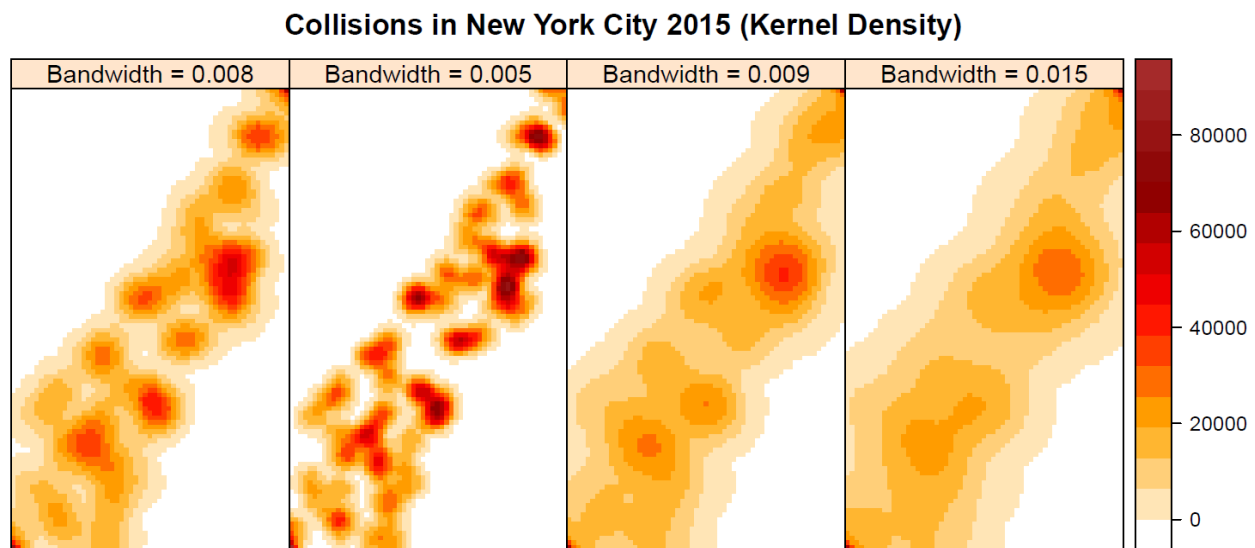 Collisions in New York City 2015 (Kernel Density)
Bandwidth = 0.008
Bandwidth = 0.005
Bandwidth = 0.009
Bandwidth = 0.015
80000
60000
40000
20000
0